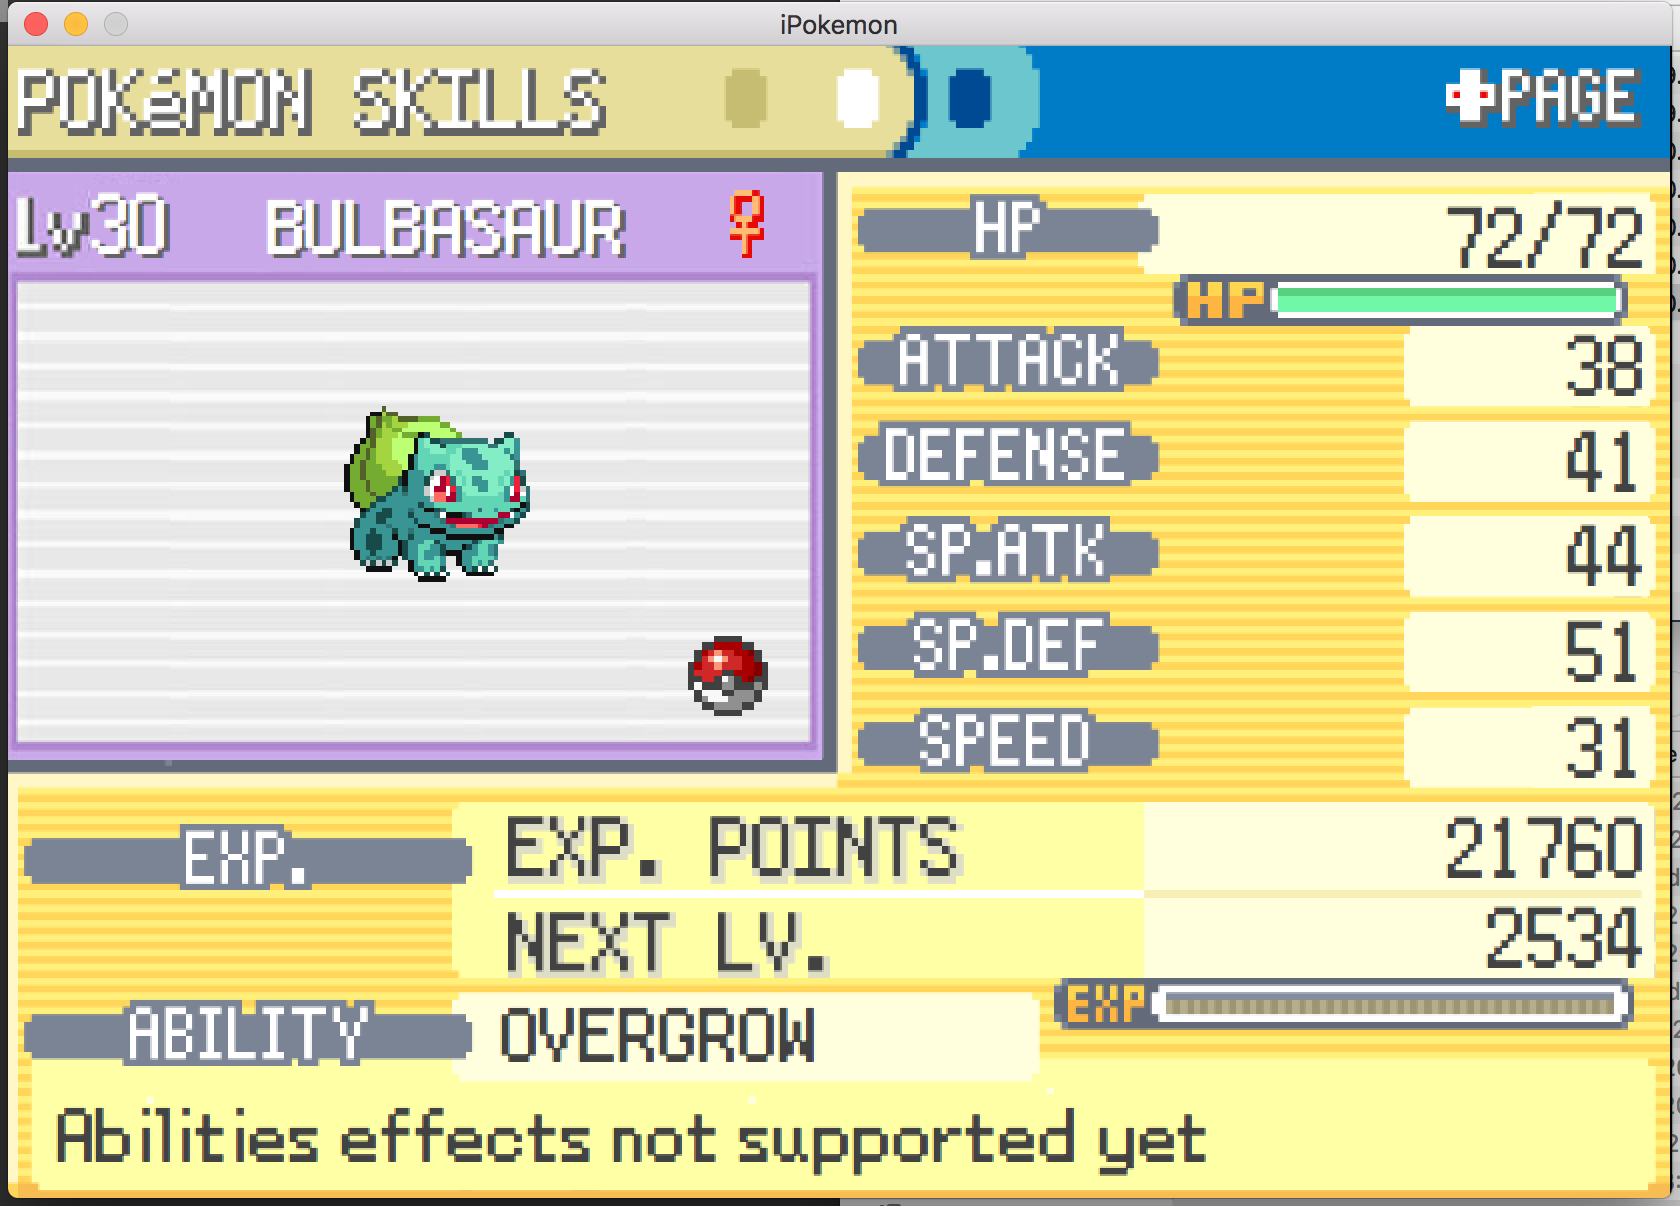 iPokemon
POKéMON SKILLS
PAGE
Lv30 BULBASAUR ♀
HP 72/72
HP
ATTACK 38
DEFENSE 41
SP.ATK 44
SP.DEF 51
SPEED 31
EXP. EXP. POINTS 21760
NEXT LV. 2534
EXP
ABILITY OVERGROW
Abilities effects not supported yet